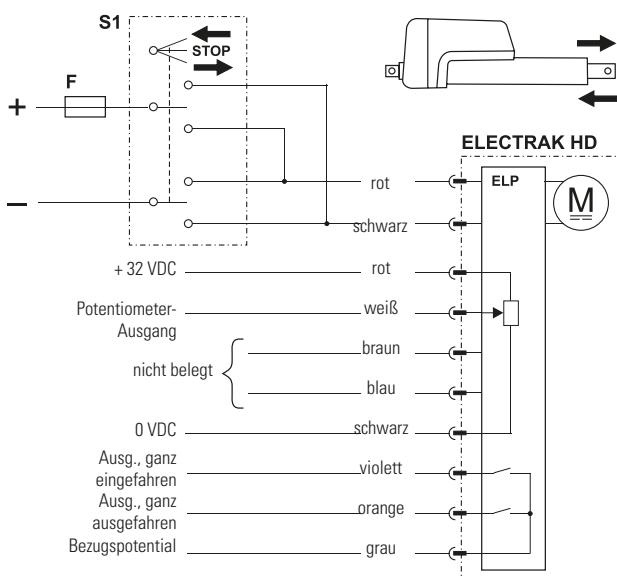 S1
STOP
F
+
–
ELECTRAK HD
ELP
M
rot
schwarz
+ 32 VDC rot
Potentiometer-
Ausgang
weiß
nicht belegt
braun
blau
0 VDC schwarz
Ausg., ganz
eingefahren
violett
Ausg., ganz
ausgefahren
orange
Bezugspotential grau